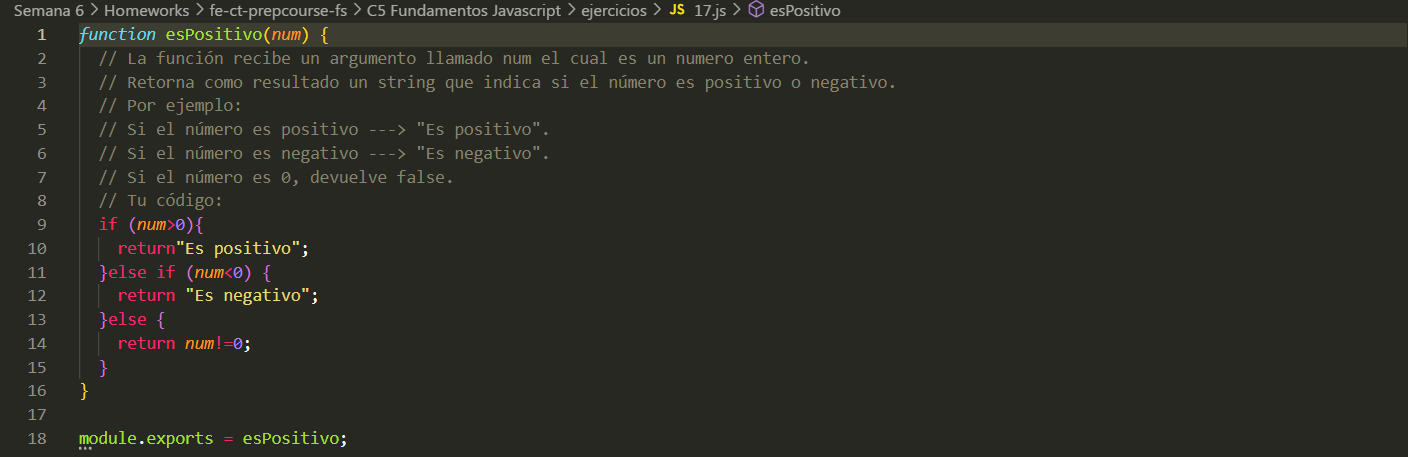 Semana 6 > Homeworks > fe-ct-prepcourse-fs > C5 Fundamentos Javascript > ejercicios > JS 17.js > esPositivo
1 function esPositivo(num) {
2 // La función recibe un argumento llamado num el cual es un numero entero.
3 // Retorna como resultado un string que indica si el número es positivo o negativo.
4 // Por ejemplo:
5 // Si el número es positivo ---> "Es positivo".
6 // Si el número es negativo ---> "Es negativo".
7 // Si el número es 0, devuelve false.
8 // Tu código:
9 if (num>0){
10 return"Es positivo";
11 }else if (num<0) {
12 return "Es negativo";
13 }else {
14 return num!=0;
15 }
16 }
17
18 module.exports = esPositivo;